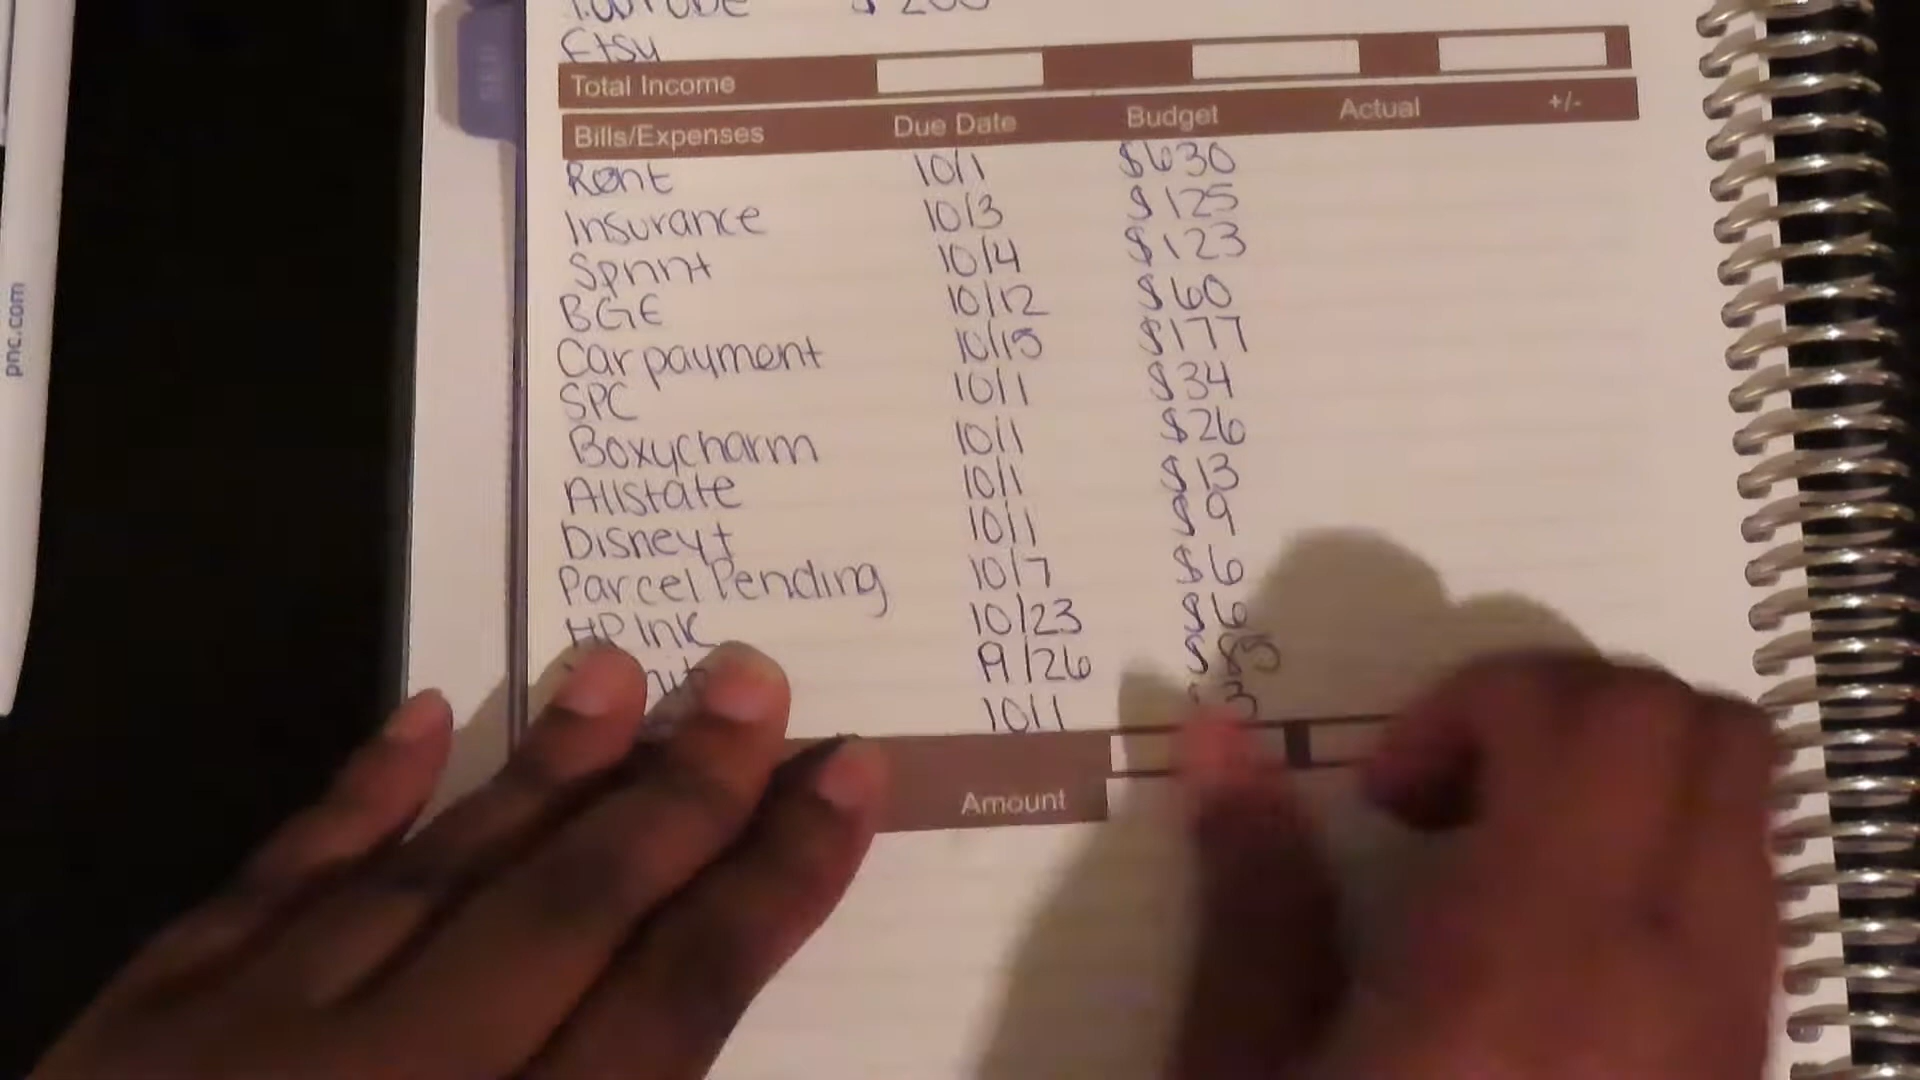 YouTube $200
Etsy
Total Income
Bills/Expenses Due Date Budget Actual +/-
Rent 10/1 $630
Insurance 10/3 $125
Sprint 10/4 $123
BGE 10/12 $60
Car payment 10/15 $177
SPC 10/1 $34
Boxycharm 10/1 $26
Allstate 10/1 $13
Disney+ 10/1 $9
Parcel Pending 10/7 $6
HP Ink 10/23 $6
9/26 $85
10/1
Amount
pnc.com